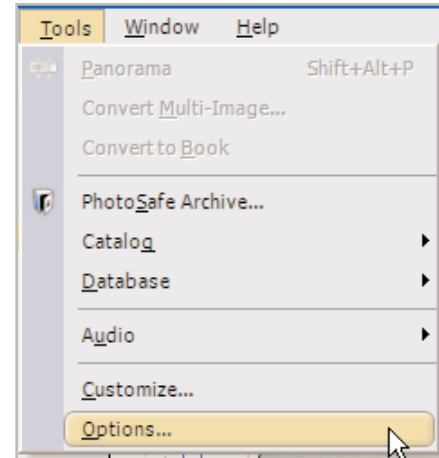 Tools Window Help
Panorama Shift+Alt+P
Convert Multi-Image...
Convert to Book
PhotoSafe Archive...
Catalog
Database
Audio
Customize...
Options...